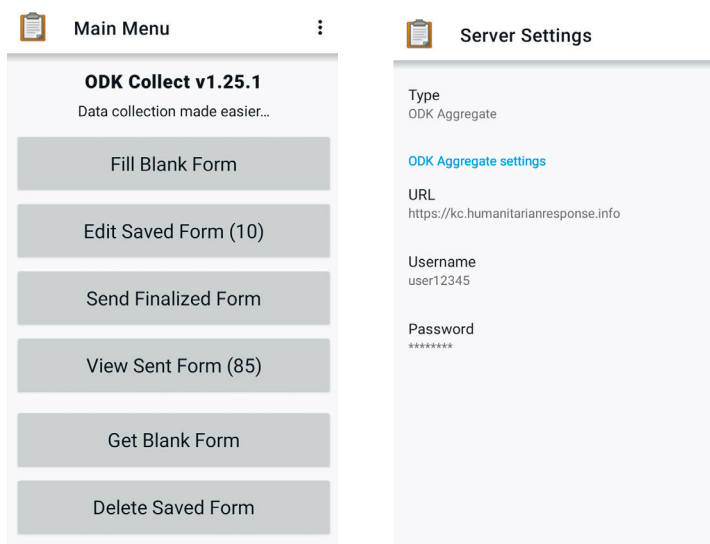 Main Menu
ODK Collect v1.25.1
Data collection made easier...
Fill Blank Form
Edit Saved Form (10)
Send Finalized Form
View Sent Form (85)
Get Blank Form
Delete Saved Form
Server Settings
Type
ODK Aggregate
ODK Aggregate settings
URL
https://kc.humanitarianresponse.info
Username
user12345
Password
********